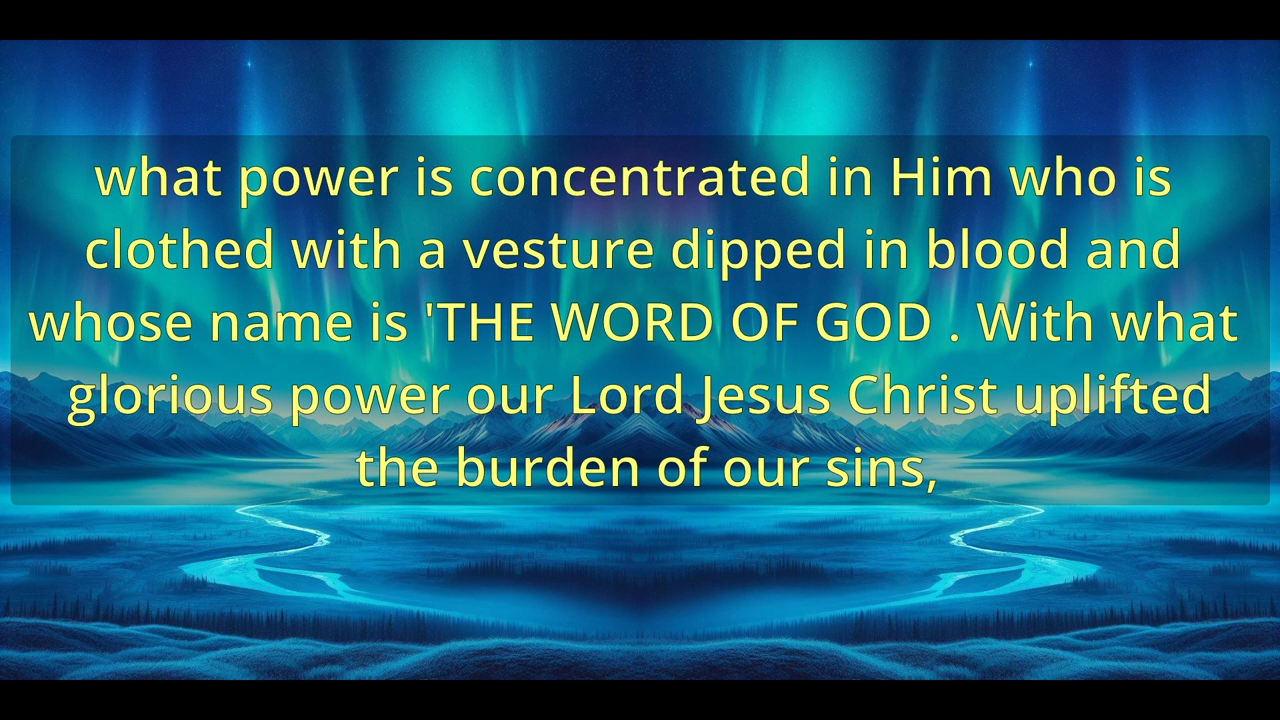 what power is concentrated in Him who is
clothed with a vesture dipped in blood and
whose name is 'THE WORD OF GOD . With what
glorious power our Lord Jesus Christ uplifted
the burden of our sins,